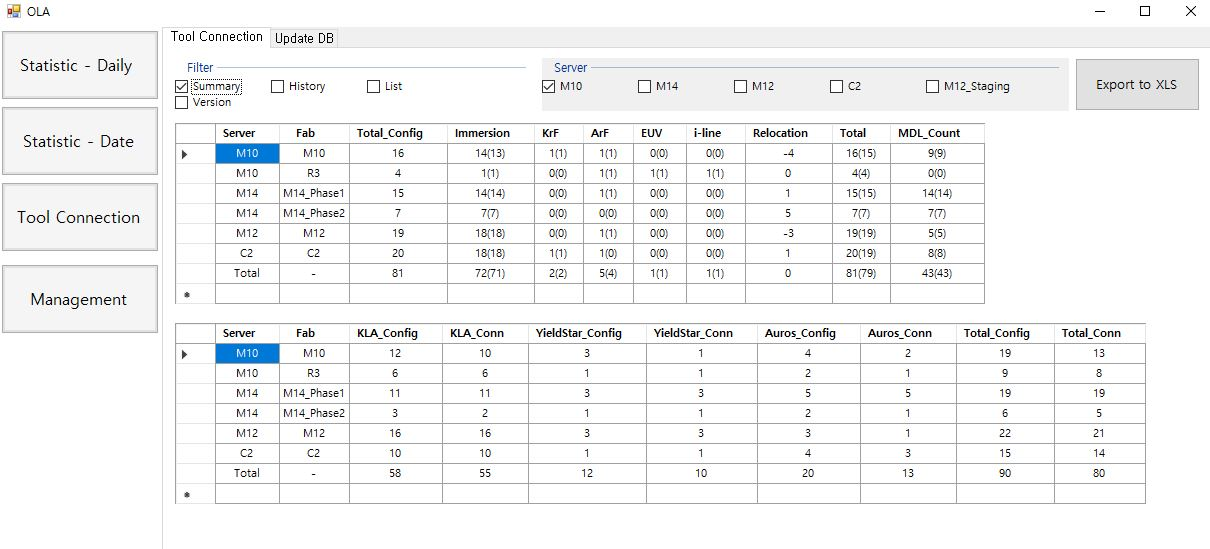 OLA
Statistic - Daily
Statistic - Date
Tool Connection
Management
Tool Connection Update DB
Filter
Summary History List
Version
Server
M10 M14 M12 C2 M12_Staging
Export to XLS
Server Fab Total_Config Immersion KrF ArF EUV i-line Relocation Total MDL_Count
M10 M10 16 14(13) 1(1) 1(1) 0(0) 0(0) -4 16(15) 9(9)
M10 R3 4 1(1) 0(0) 1(1) 1(1) 1(1) 0 4(4) 0(0)
M14 M14_Phase1 15 14(14) 0(0) 1(1) 0(0) 0(0) 1 15(15) 14(14)
M14 M14_Phase2 7 7(7) 0(0) 0(0) 0(0) 0(0) 5 7(7) 7(7)
M12 M12 19 18(18) 0(0) 1(1) 0(0) 0(0) -3 19(19) 5(5)
C2 C2 20 18(18) 1(1) 1(0) 0(0) 0(0) 1 20(19) 8(8)
Total - 81 72(71) 2(2) 5(4) 1(1) 1(1) 0 81(79) 43(43)
Server Fab KLA_Config KLA_Conn YieldStar_Config YieldStar_Conn Auros_Config Auros_Conn Total_Config Total_Conn
M10 M10 12 10 3 1 4 2 19 13
M10 R3 6 6 1 1 2 1 9 8
M14 M14_Phase1 11 11 3 3 5 5 19 19
M14 M14_Phase2 3 2 1 1 2 1 6 5
M12 M12 16 16 3 3 3 1 22 21
C2 C2 10 10 1 1 4 3 15 14
Total - 58 55 12 10 20 13 90 80